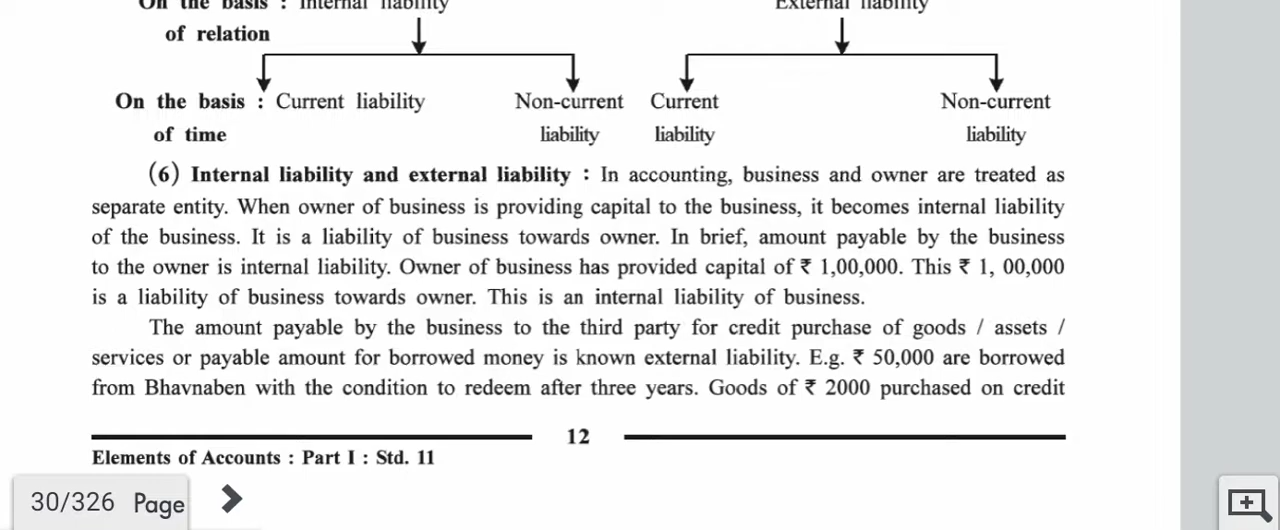 On the basis : Internal liability External liability
of relation
On the basis : Current liability Non-current Current Non-current
of time liability liability liability
(6) Internal liability and external liability : In accounting, business and owner are treated as
separate entity. When owner of business is providing capital to the business, it becomes internal liability
of the business. It is a liability of business towards owner. In brief, amount payable by the business
to the owner is internal liability. Owner of business has provided capital of ₹ 1,00,000. This ₹ 1, 00,000
is a liability of business towards owner. This is an internal liability of business.
The amount payable by the business to the third party for credit purchase of goods / assets /
services or payable amount for borrowed money is known external liability. E.g. ₹ 50,000 are borrowed
from Bhavnaben with the condition to redeem after three years. Goods of ₹ 2000 purchased on credit
12
Elements of Accounts : Part I : Std. 11
30/326 Page